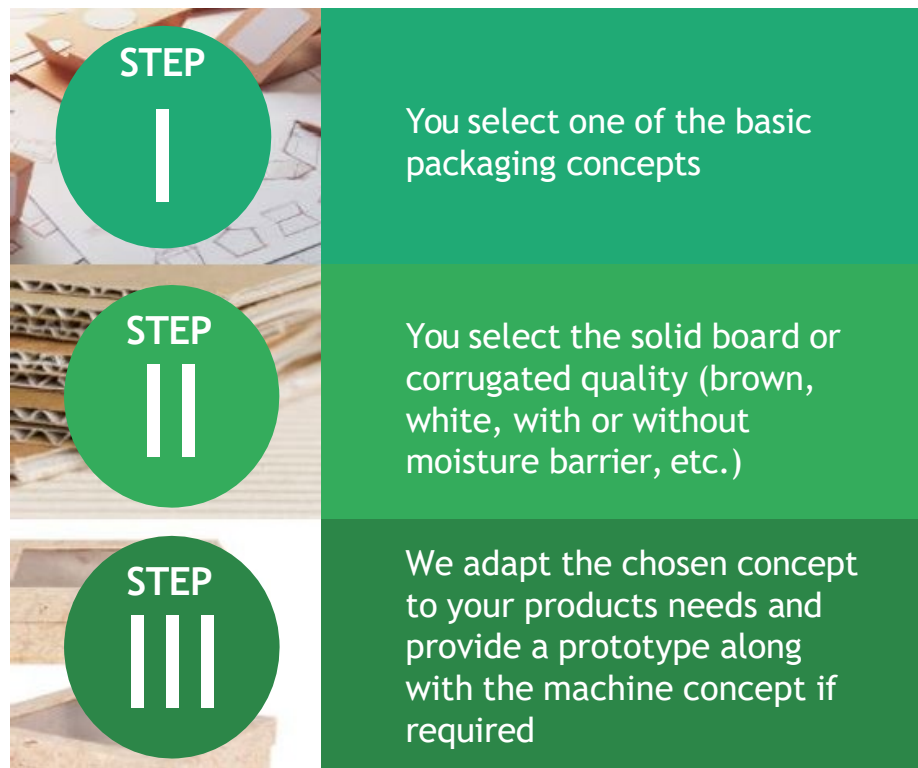 STEP
I
You select one of the basic
packaging concepts
STEP
II
You select the solid board or
corrugated quality (brown,
white, with or without
moisture barrier, etc.)
STEP
III
We adapt the chosen concept
to your products needs and
provide a prototype along
with the machine concept if
required